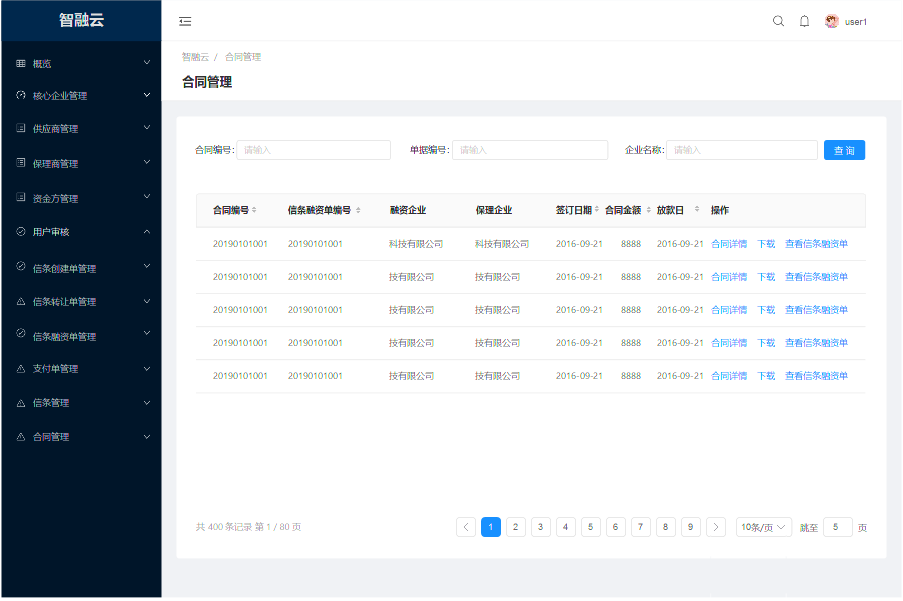 智融云
user1
概览
核心企业管理
供应商管理
保理商管理
资金方管理
用户审核
信条创建单管理
信条转让单管理
信条融资单管理
支付单管理
信条管理
合同管理
智融云 / 合同管理
合同管理
合同编号: 请输入 单据编号: 请输入 企业名称: 请输入 查 询
合同编号 信条融资单编号 融资企业 保理企业 签订日期 合同金额 放款日 操作
20190101001 20190101001 科技有限公司 科技有限公司 2016-09-21 8888 2016-09-21 合同详情 下载 查看信条融资单
20190101001 20190101001 技有限公司 技有限公司 2016-09-21 8888 2016-09-21 合同详情 下载 查看信条融资单
20190101001 20190101001 技有限公司 技有限公司 2016-09-21 8888 2016-09-21 合同详情 下载 查看信条融资单
20190101001 20190101001 技有限公司 技有限公司 2016-09-21 8888 2016-09-21 合同详情 下载 查看信条融资单
20190101001 20190101001 技有限公司 技有限公司 2016-09-21 8888 2016-09-21 合同详情 下载 查看信条融资单
共 400 条记录 第 1 / 80 页 1 2 3 4 5 6 7 8 9 10条/页 跳至 5 页